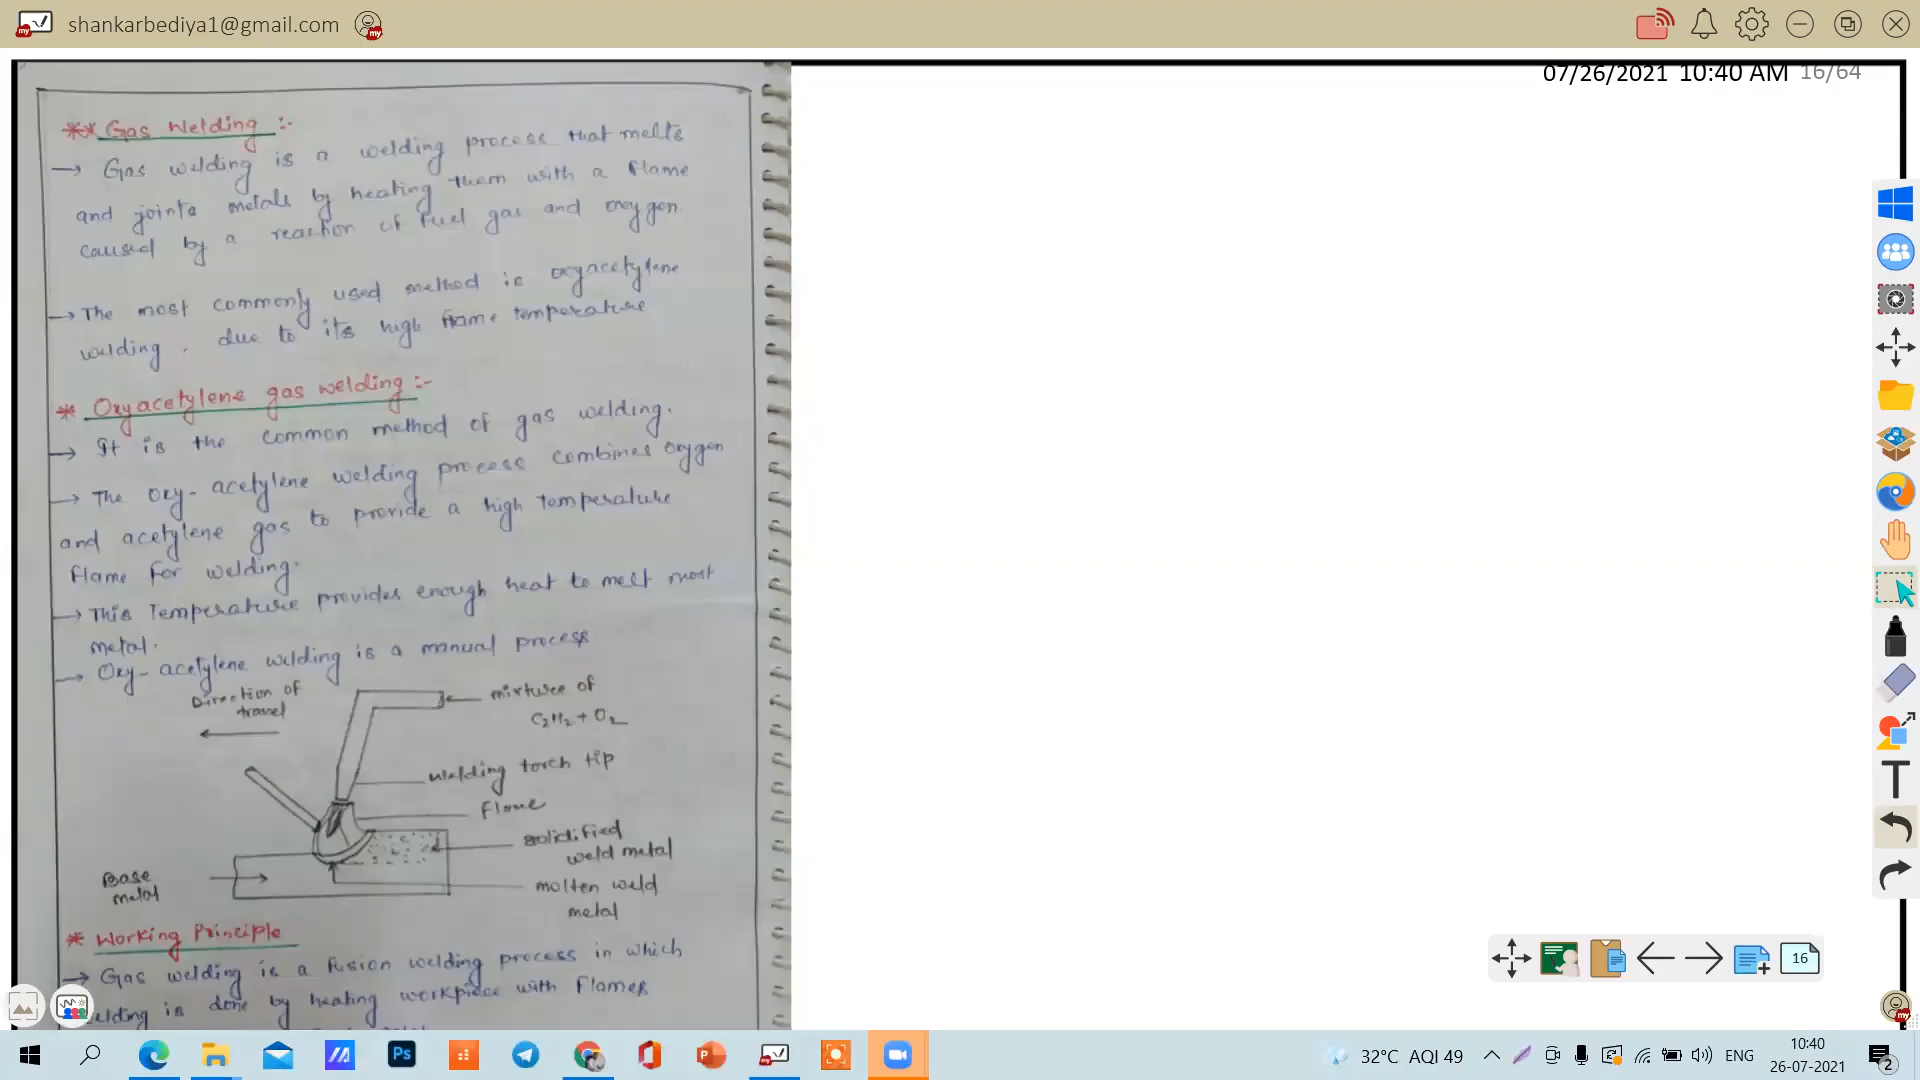 shankarbediya1@gmail.com
07/26/2021 10:40 AM 16/64
** Gas Welding :-
→ Gas welding is a welding process that melts
and joints metals by heating them with a flame
caused by a reaction of fuel gas and oxygen.
→ The most commonly used method is oxyacetylene
welding, due to its high flame temperature
* Oxyacetylene gas welding :-
→ It is the common method of gas welding.
→ The oxy-acetylene welding process combines oxygen
and acetylene gas to provide a high temperature
flame for welding.
→ This Temperature provides enough heat to melt most
metal.
→ Oxy-acetylene welding is a manual process
Direction of
travel
mixture of
C2H2 + O2
welding torch tip
flame
solidified
weld metal
Base
metal
molten weld
metal
* Working Principle
→ Gas welding is a fusion welding process in which
welding is done by heating workpiece with flames
16
32°C AQI 49
ENG
10:40
26-07-2021
2